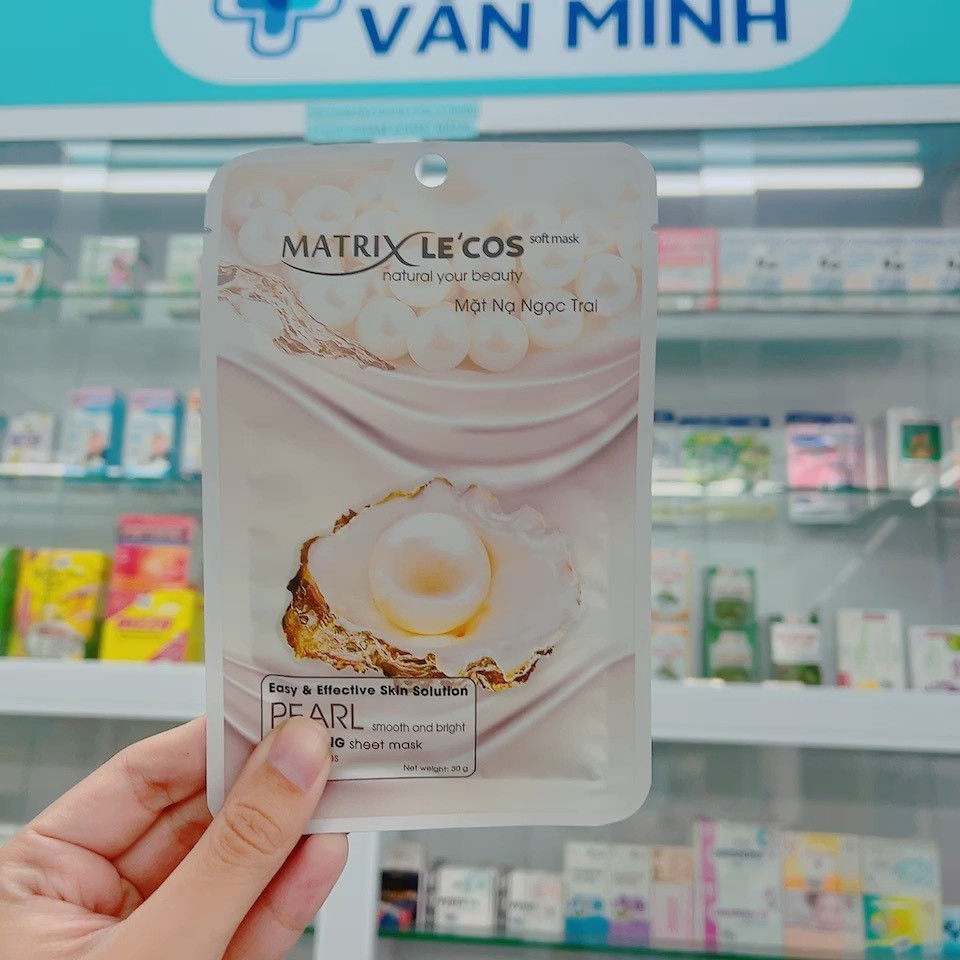 VĂN MINH
MATRIX LE'COS soft mask
natural your beauty
Mặt Nạ Ngọc Trai
Easy & Effective Skin Solution
PEARL smooth and bright
sheet mask
Net weight: 30 g